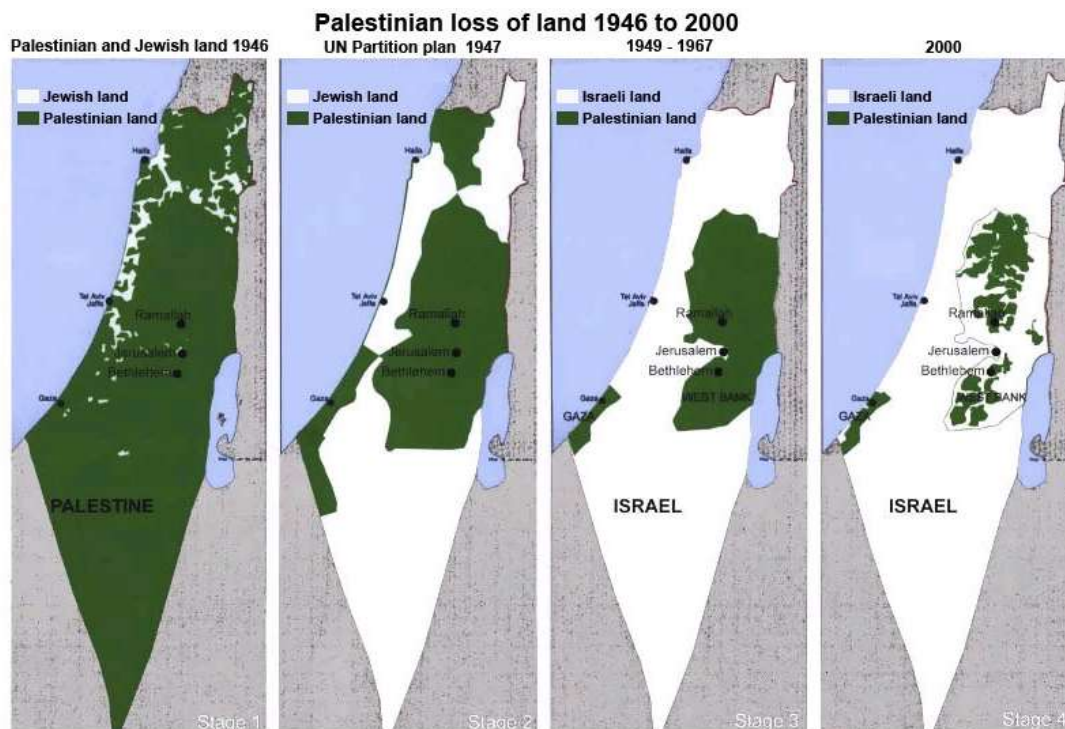 Palestinian loss of land 1946 to 2000
Palestinian and Jewish land 1946
Jewish land
Palestinian land
Haifa
Tel Aviv
Jaffa
Ramallah
Jerusalem
Bethlehem
Gaza
PALESTINE
Stage 1
UN Partition plan 1947
Jewish land
Palestinian land
Haifa
Tel Aviv
Jaffa
Ramallah
Jerusalem
Bethlehem
Gaza
Stage 2
1949 - 1967
Israeli land
Palestinian land
Haifa
Tel Aviv
Jaffa
Ramallah
Jerusalem
Bethlehem
WEST BANK
Gaza
GAZA
ISRAEL
Stage 3
2000
Israeli land
Palestinian land
Haifa
Tel Aviv
Jaffa
Ramallah
Jerusalem
Bethlehem
WEST BANK
Gaza
GAZA
ISRAEL
Stage 4